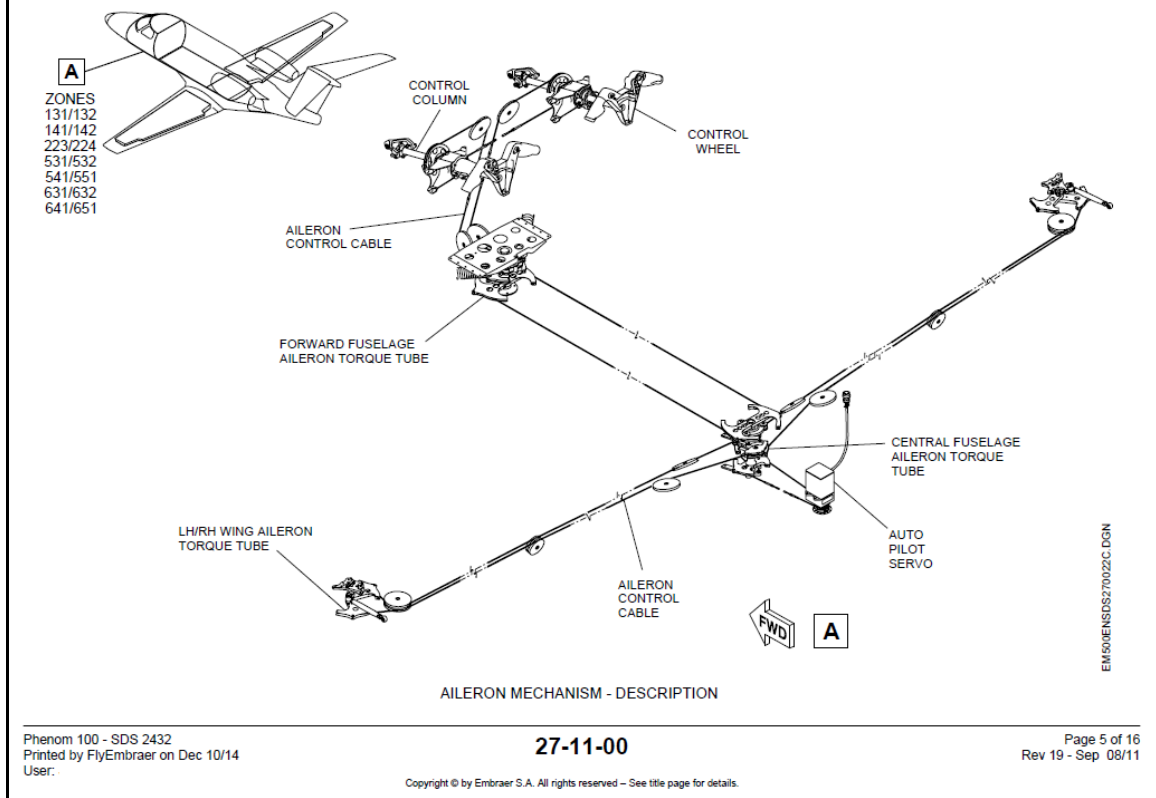 A
ZONES
131/132
141/142
223/224
531/532
541/551
631/632
641/651
CONTROL
COLUMN
CONTROL
WHEEL
AILERON
CONTROL CABLE
FORWARD FUSELAGE
AILERON TORQUE TUBE
CENTRAL FUSELAGE
AILERON TORQUE
TUBE
LH/RH WING AILERON
TORQUE TUBE
AUTO
PILOT
SERVO
AILERON
CONTROL
CABLE
FWD
A
EM500ENSDS270022C.DGN
AILERON MECHANISM - DESCRIPTION
Phenom 100 - SDS 2432
Printed by FlyEmbraer on Dec 10/14
User:
27-11-00
Page 5 of 16
Rev 19 - Sep 08/11
Copyright © by Embraer S.A. All rights reserved – See title page for details.